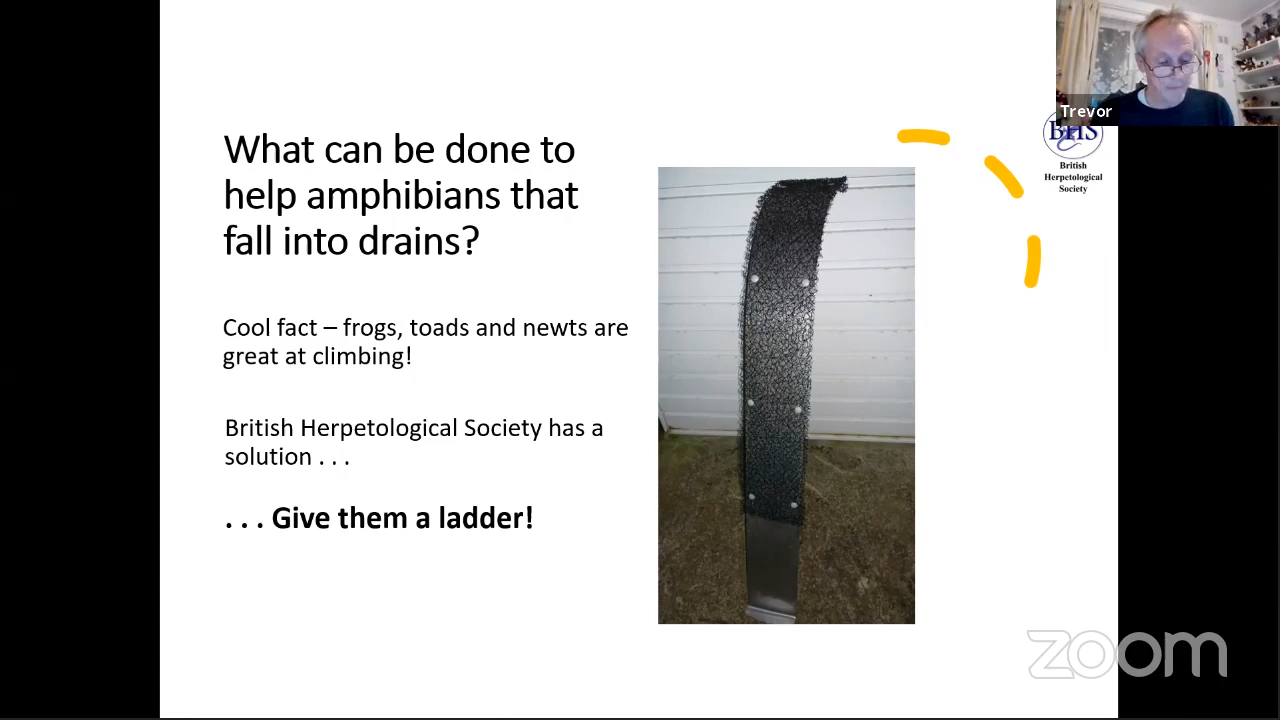 Trevor
BHS
British
Herpetological
Society
What can be done to
help amphibians that
fall into drains?
Cool fact – frogs, toads and newts are
great at climbing!
British Herpetological Society has a
solution . . .
. . . Give them a ladder!
zoom